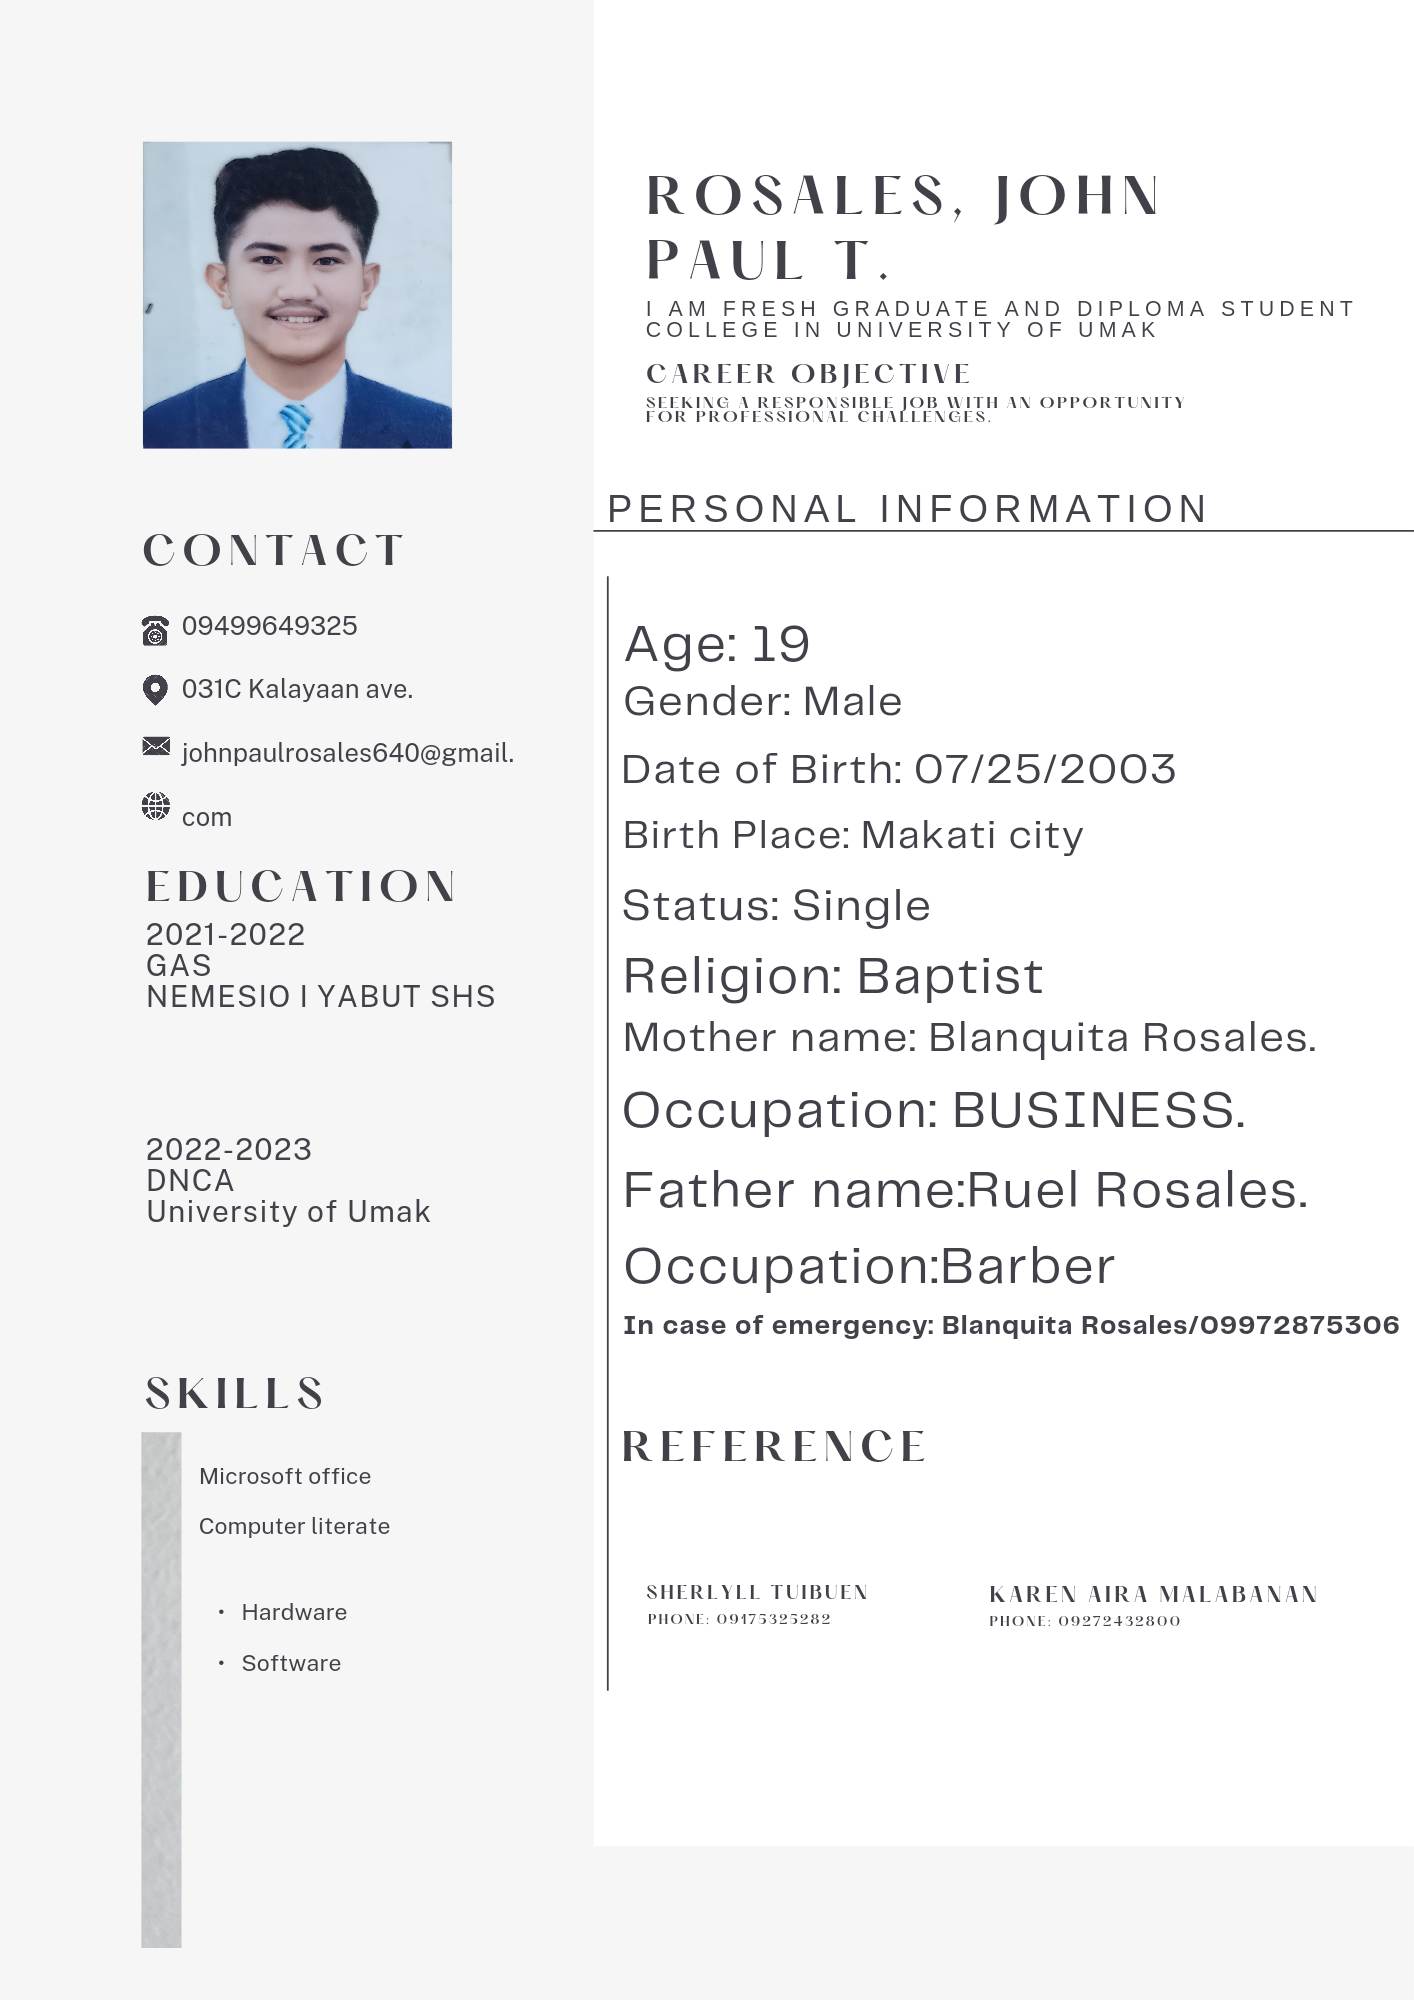 ROSALES, JOHN
PAUL T.
I AM FRESH GRADUATE AND DIPLOMA STUDENT
COLLEGE IN UNIVERSITY OF UMAK
CAREER OBJECTIVE
SEEKING A RESPONSIBLE JOB WITH AN OPPORTUNITY
FOR PROFESSIONAL CHALLENGES.
CONTACT
09499649325
031C Kalayaan ave.
johnpaulrosales640@gmail.
com
EDUCATION
2021-2022
GAS
NEMESIO I YABUT SHS
2022-2023
DNCA
University of Umak
SKILLS
Microsoft office
Computer literate
• Hardware
• Software
PERSONAL INFORMATION
Age: 19
Gender: Male
Date of Birth: 07/25/2003
Birth Place: Makati city
Status: Single
Religion: Baptist
Mother name: Blanquita Rosales.
Occupation: BUSINESS.
Father name:Ruel Rosales.
Occupation:Barber
In case of emergency: Blanquita Rosales/09972875306
REFERENCE
SHERLYLL TUIBUEN
PHONE: 09175325282
KAREN AIRA MALABANAN
PHONE: 09272432800